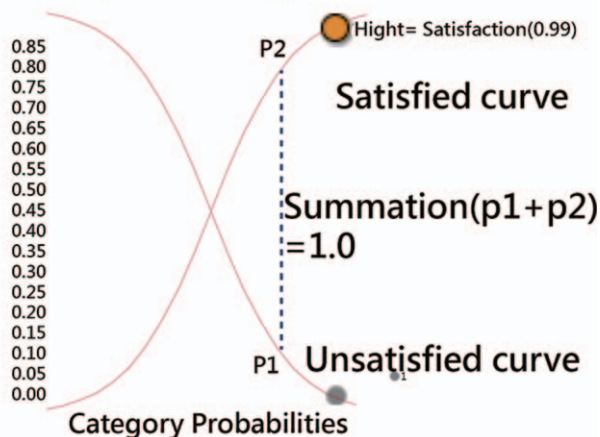 Hight= Satisfaction(0.99)
P2
0.85
0.80
0.75
0.70
0.65
0.60
0.55
0.50
0.45
0.40
0.35
0.30
0.25
0.20
0.15
0.10
0.05
0.00
Satisfied curve
Summation(p1+p2)
=1.0
P1
Unsatisfied curve
1
Category Probabilities